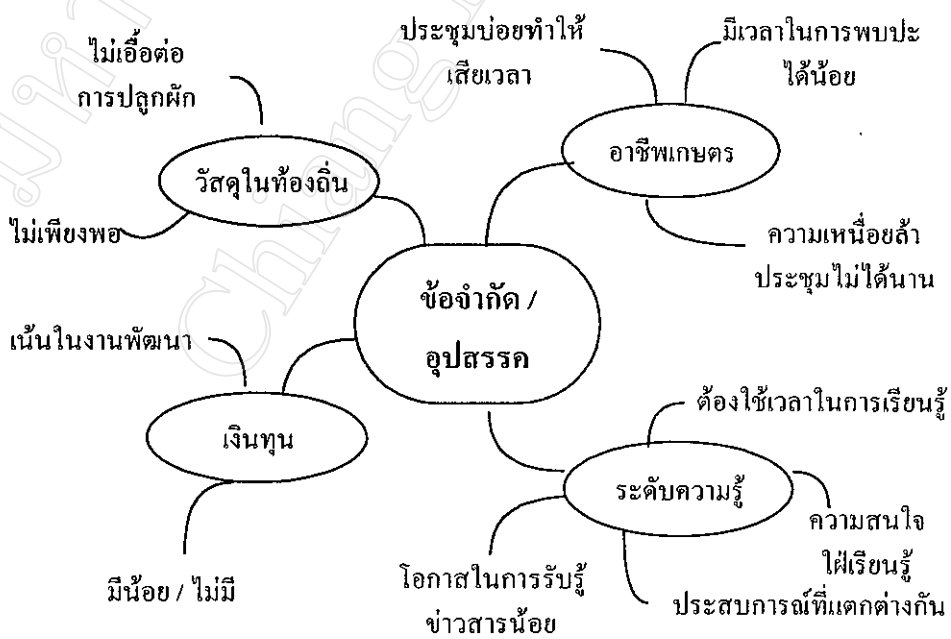 ประชุมบ่อยทำให้
เสียเวลา
มีเวลาในการพบปะ
ได้น้อย
ไม่เอื้อต่อ
การปลูกผัก
อาชีพเกษตร
วัสดุในท้องถิ่น
ไม่เพียงพอ
ความเหนื่อยล้า
ประชุมไม่ได้นาน
ข้อจำกัด /
อุปสรรค
เน้นในงานพัฒนา
เงินทุน
มีน้อย / ไม่มี
ต้องใช้เวลาในการเรียนรู้
ระดับความรู้
ความสนใจ
ใฝ่เรียนรู้
โอกาสในการรับรู้
ข่าวสารน้อย
ประสบการณ์ที่แตกต่างกัน
Chiang